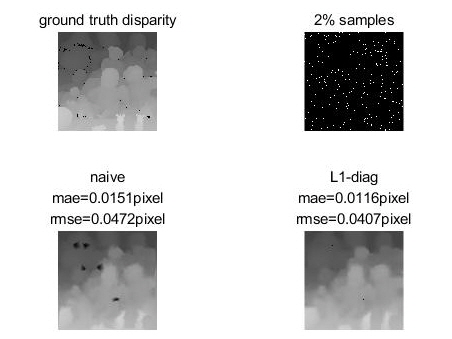 ground truth disparity
2% samples
naive
mae=0.0151pixel
rmse=0.0472pixel
L1-diag
mae=0.0116pixel
rmse=0.0407pixel